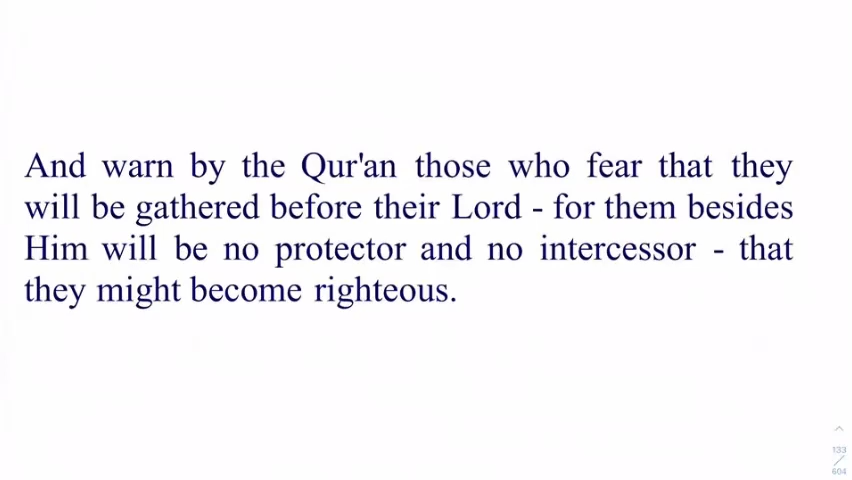 And warn by the Qur'an those who fear that they
will be gathered before their Lord - for them besides
Him will be no protector and no intercessor - that
they might become righteous.
133
/
604